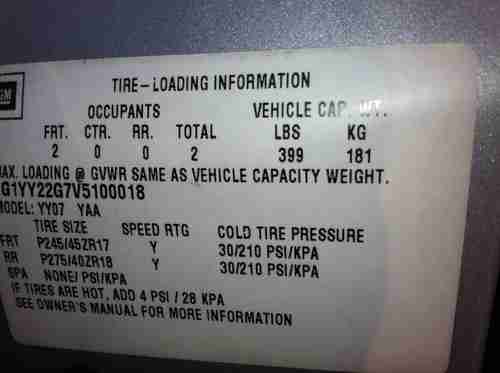 GM
TIRE-LOADING INFORMATION
OCCUPANTS VEHICLE CAP. WT.
FRT. CTR. RR. TOTAL LBS KG
2 0 0 2 399 181
AX. LOADING @ GVWR SAME AS VEHICLE CAPACITY WEIGHT.
G1YY22G7V5100018
MODEL: YY07 YAA
TIRE SIZE SPEED RTG COLD TIRE PRESSURE
FRT P245/45ZR17 Y 30/210 PSI/KPA
RR P275/40ZR18 Y 30/210 PSI/KPA
SPA NONE/ PSI/KPA
IF TIRES ARE HOT, ADD 4 PSI / 28 KPA
SEE OWNER'S MANUAL FOR MORE INFORMATION